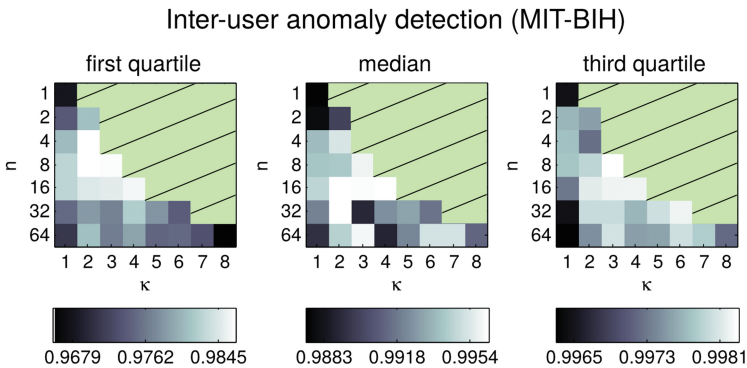 Inter-user anomaly detection (MIT-BIH)
first quartile
median
third quartile
n
1
2
4
8
16
32
64
1 2 3 4 5 6 7 8
κ
0.9679 0.9762 0.9845
n
1
2
4
8
16
32
64
1 2 3 4 5 6 7 8
κ
0.9883 0.9918 0.9954
n
1
2
4
8
16
32
64
1 2 3 4 5 6 7 8
κ
0.9965 0.9973 0.9981